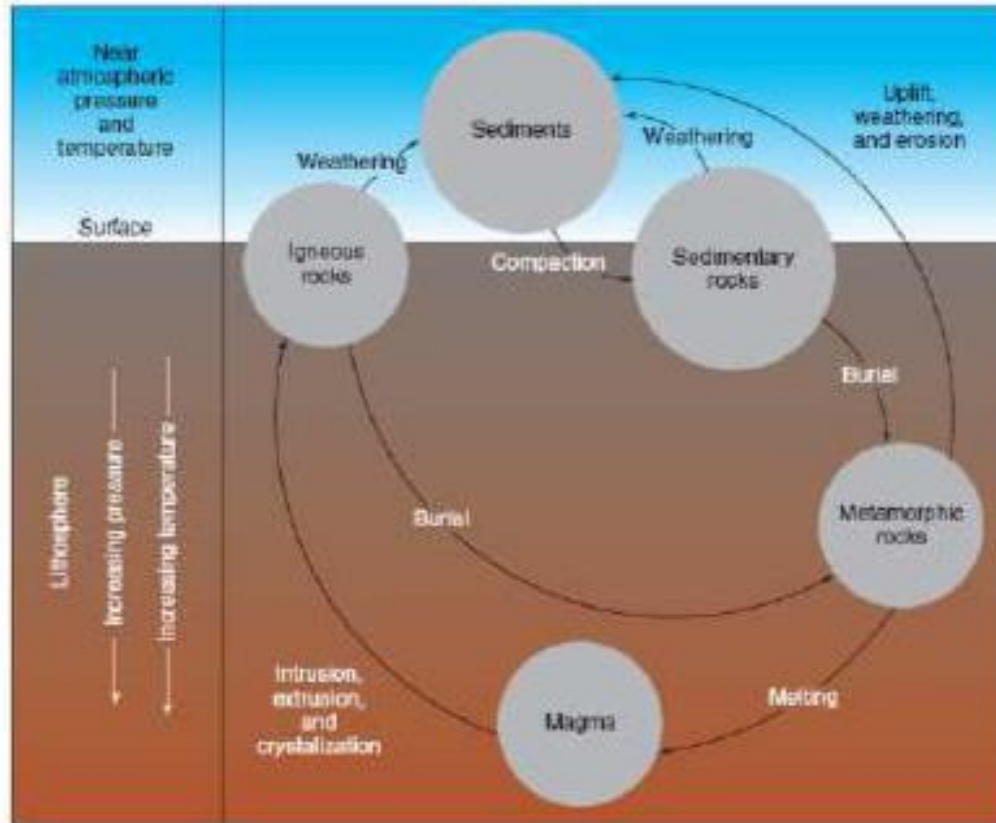 Near
atmospheric
pressure
and
temperature
Surface
Lithosphere
Increasing pressure
Increasing temperature
Sediments
Uplift,
weathering,
and erosion
Weathering
Weathering
Igneous
rocks
Compaction
Sedimentary
rocks
Burial
Burial
Metamorphic
rocks
Intrusion,
extrusion,
and
crystalization
Melting
Magma